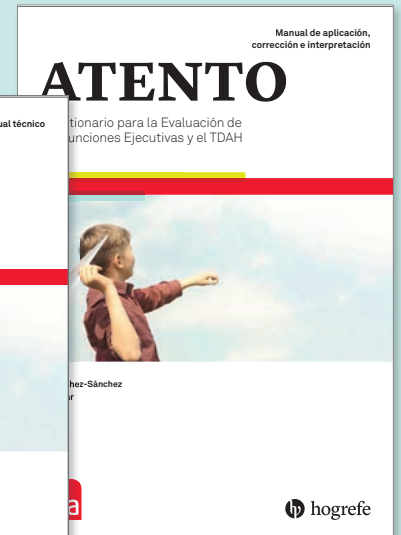 Manual de aplicación,
corrección e interpretación
ATENTO
tionario para la Evaluación de
unciones Ejecutivas y el TDAH
ual técnico
hez-Sánchez
ar
a
hogrefe